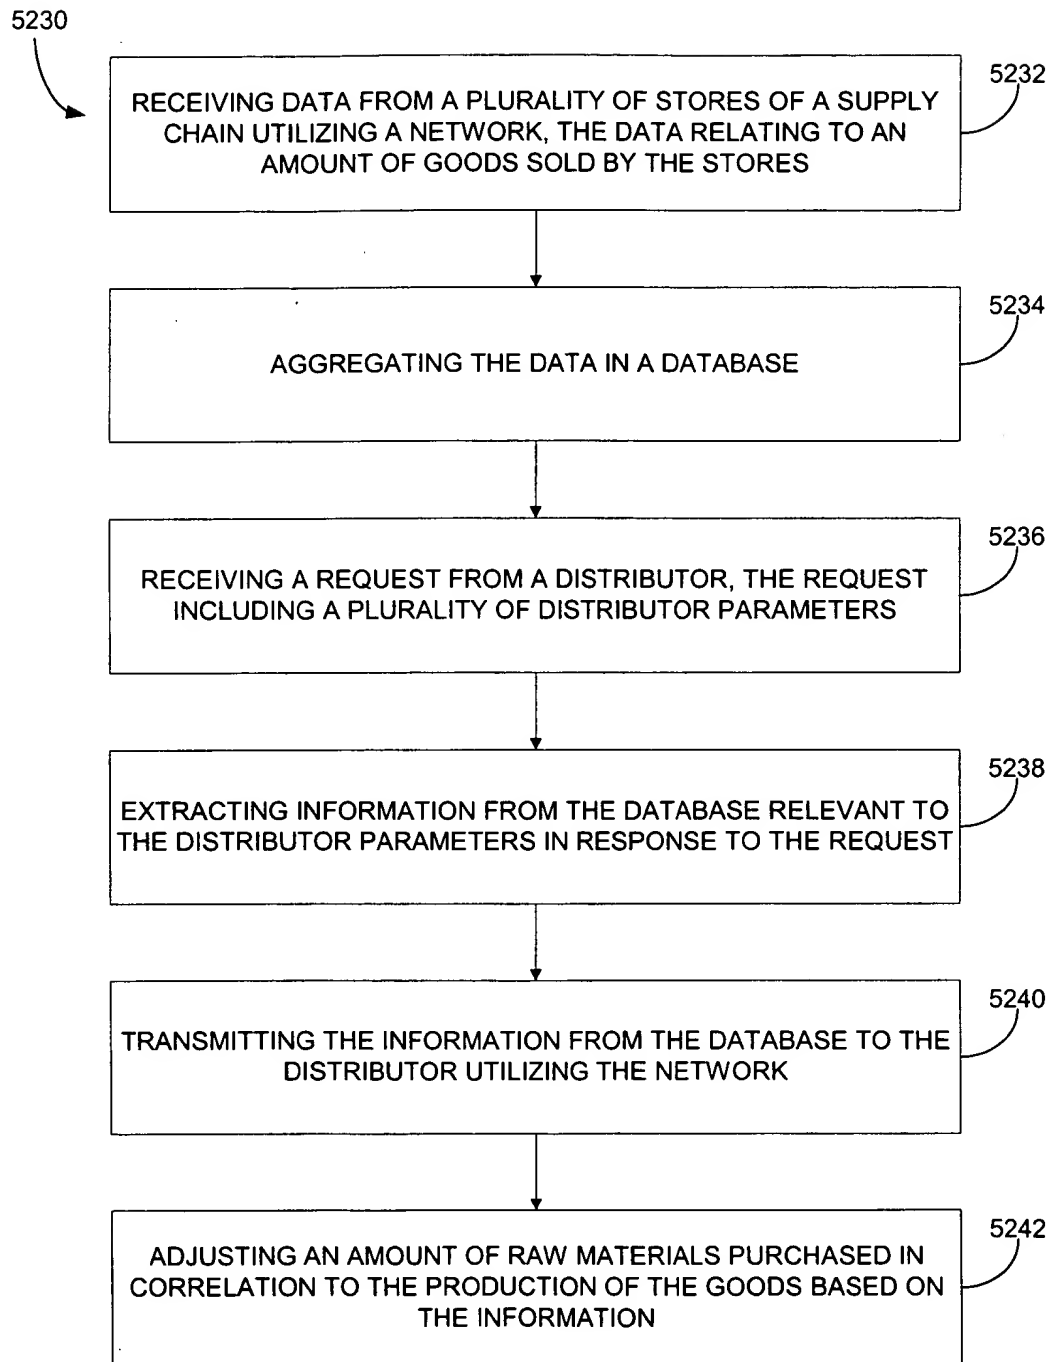 5230
5232
RECEIVING DATA FROM A PLURALITY OF STORES OF A SUPPLY
CHAIN UTILIZING A NETWORK, THE DATA RELATING TO AN
AMOUNT OF GOODS SOLD BY THE STORES
5234
AGGREGATING THE DATA IN A DATABASE
5236
RECEIVING A REQUEST FROM A DISTRIBUTOR, THE REQUEST
INCLUDING A PLURALITY OF DISTRIBUTOR PARAMETERS
5238
EXTRACTING INFORMATION FROM THE DATABASE RELEVANT TO
THE DISTRIBUTOR PARAMETERS IN RESPONSE TO THE REQUEST
5240
TRANSMITTING THE INFORMATION FROM THE DATABASE TO THE
DISTRIBUTOR UTILIZING THE NETWORK
5242
ADJUSTING AN AMOUNT OF RAW MATERIALS PURCHASED IN
CORRELATION TO THE PRODUCTION OF THE GOODS BASED ON
THE INFORMATION